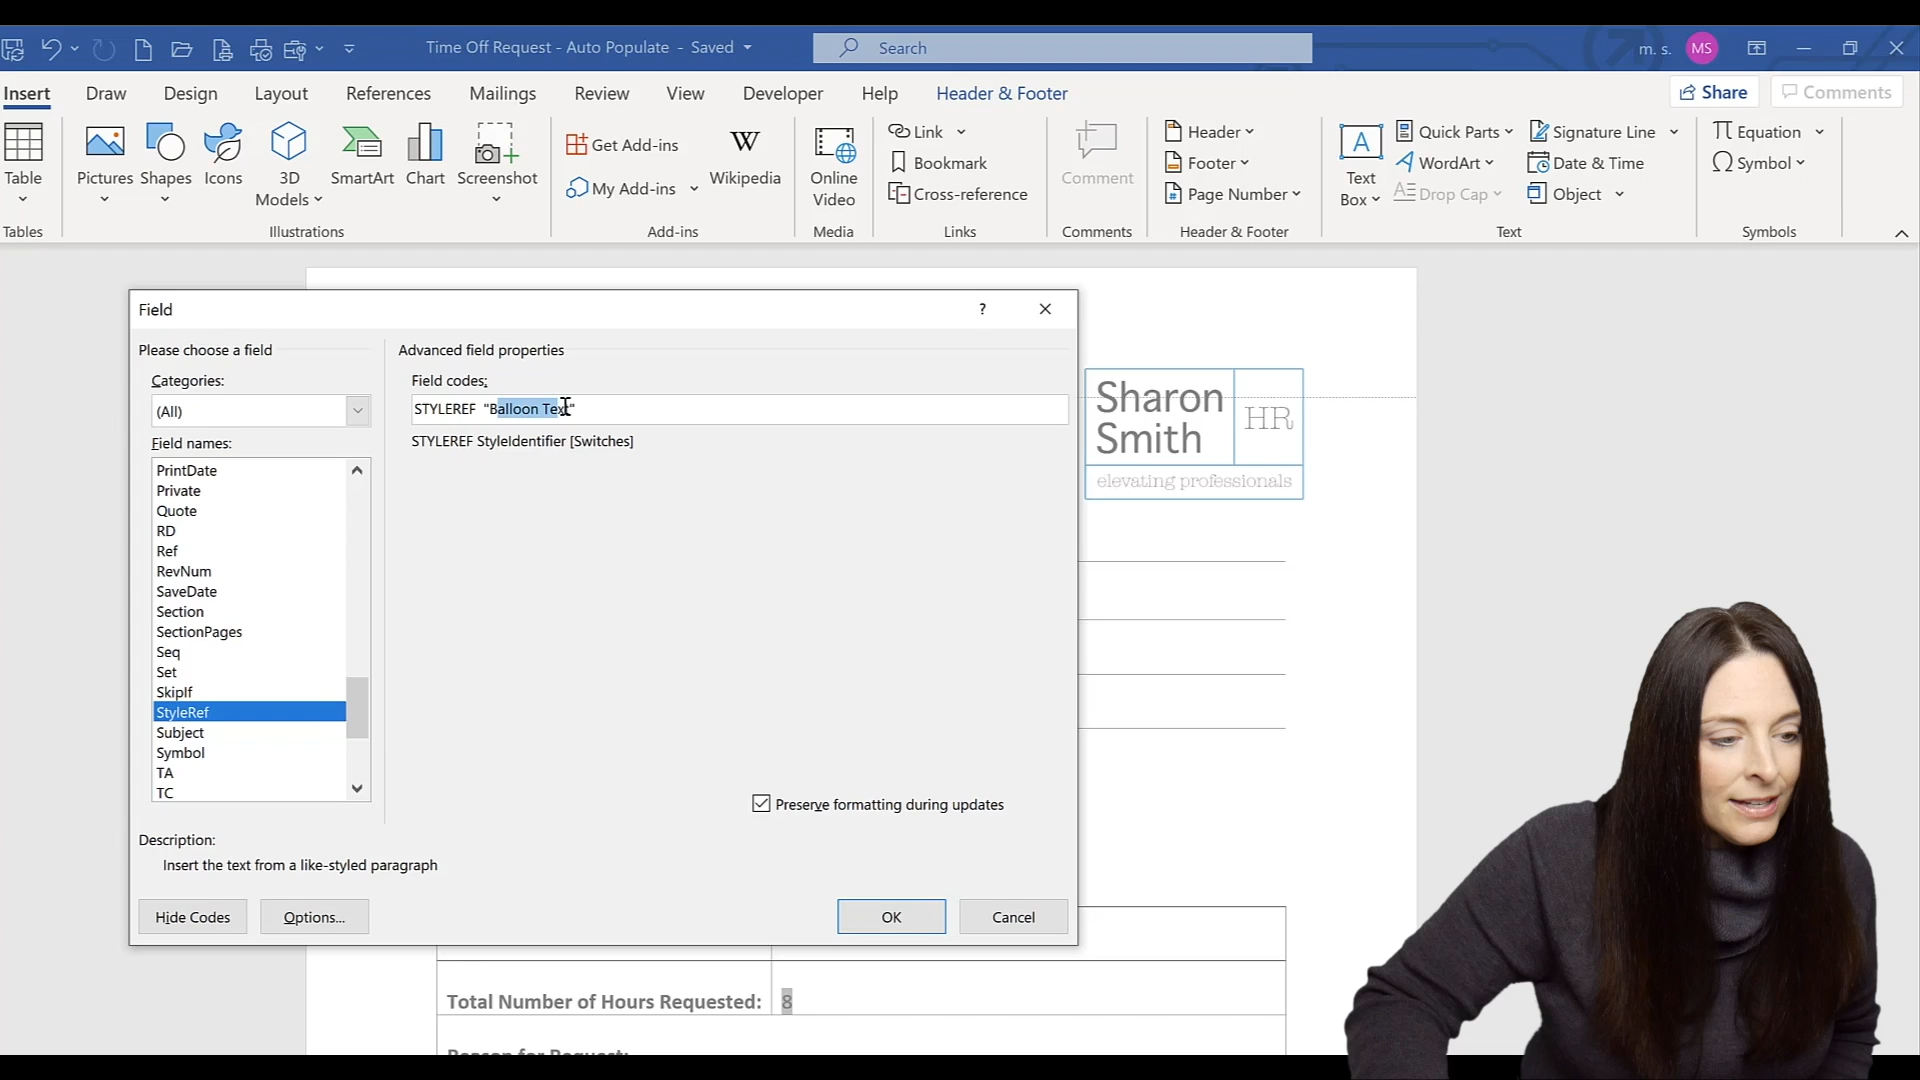 Time Off Request - Auto Populate - Saved
Search
m. s.
MS
Insert
Draw
Design
Layout
References
Mailings
Review
View
Developer
Help
Header & Footer
Share
Comments
Table
Pictures
Shapes
Icons
3D
Models
SmartArt
Chart
Screenshot
Get Add-ins
My Add-ins
W
Wikipedia
Online
Video
Link
Bookmark
Cross-reference
Comment
Header
Footer
Page Number
A
Text
Box
Quick Parts
WordArt
Drop Cap
Signature Line
Date & Time
Object
Equation
Symbol
Tables
Illustrations
Add-ins
Media
Links
Comments
Header & Footer
Text
Symbols
Field
?
Please choose a field
Categories:
(All)
Field names:
PrintDate
Private
Quote
RD
Ref
RevNum
SaveDate
Section
SectionPages
Seq
Set
SkipIf
StyleRef
Subject
Symbol
TA
TC
Advanced field properties
Field codes:
STYLEREF "Balloon Text"
STYLEREF StyleIdentifier [Switches]
Preserve formatting during updates
Description:
Insert the text from a like-styled paragraph
Hide Codes
Options...
OK
Cancel
Sharon
Smith
HR
elevating professionals
Total Number of Hours Requested:
8
Reason for Request: